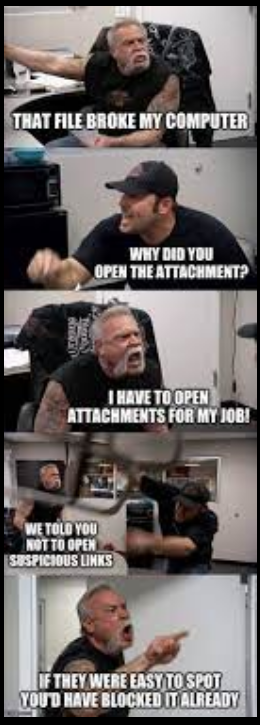 THAT FILE BROKE MY COMPUTER
WHY DID YOU
OPEN THE ATTACHMENT?
I HAVE TO OPEN
ATTACHMENTS FOR MY JOB!
WE TOLD YOU
NOT TO OPEN
SUSPICIOUS LINKS
IF THEY WERE EASY TO SPOT
YOU'D HAVE BLOCKED IT ALREADY